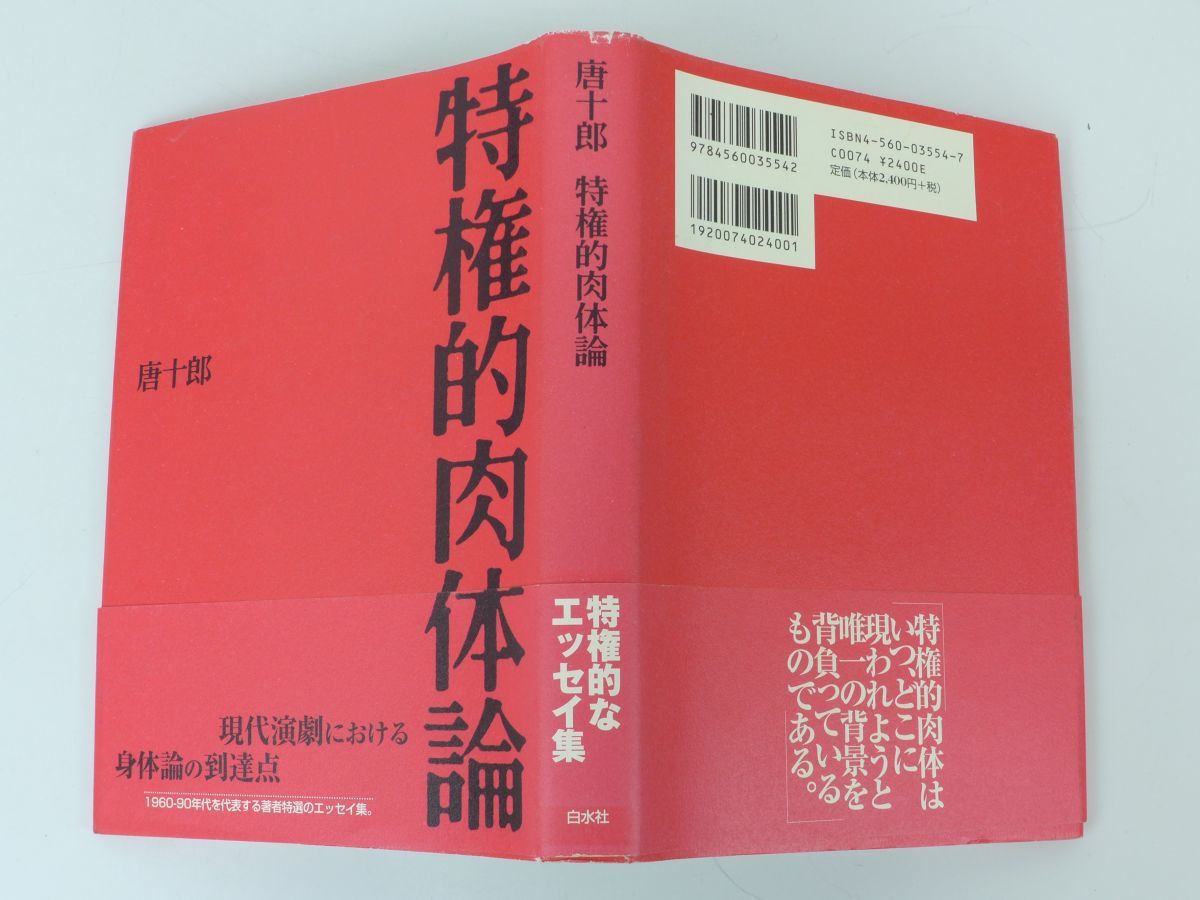 特権的肉体論
唐十郎
現代演劇における
身体論の到達点
1960-90年代を代表する著者特選のエッセイ集。
唐十郎 特権的肉体論
特権的な
エッセイ集
白水社
9784560035542
ISBN4-560-03554-7
C0074 ¥2400E
定価(本体2,400円+税)
1920074024001
「特権的肉体は
いつ、どこに
現われようと
唯一の背景を
背負っている
ものである。」